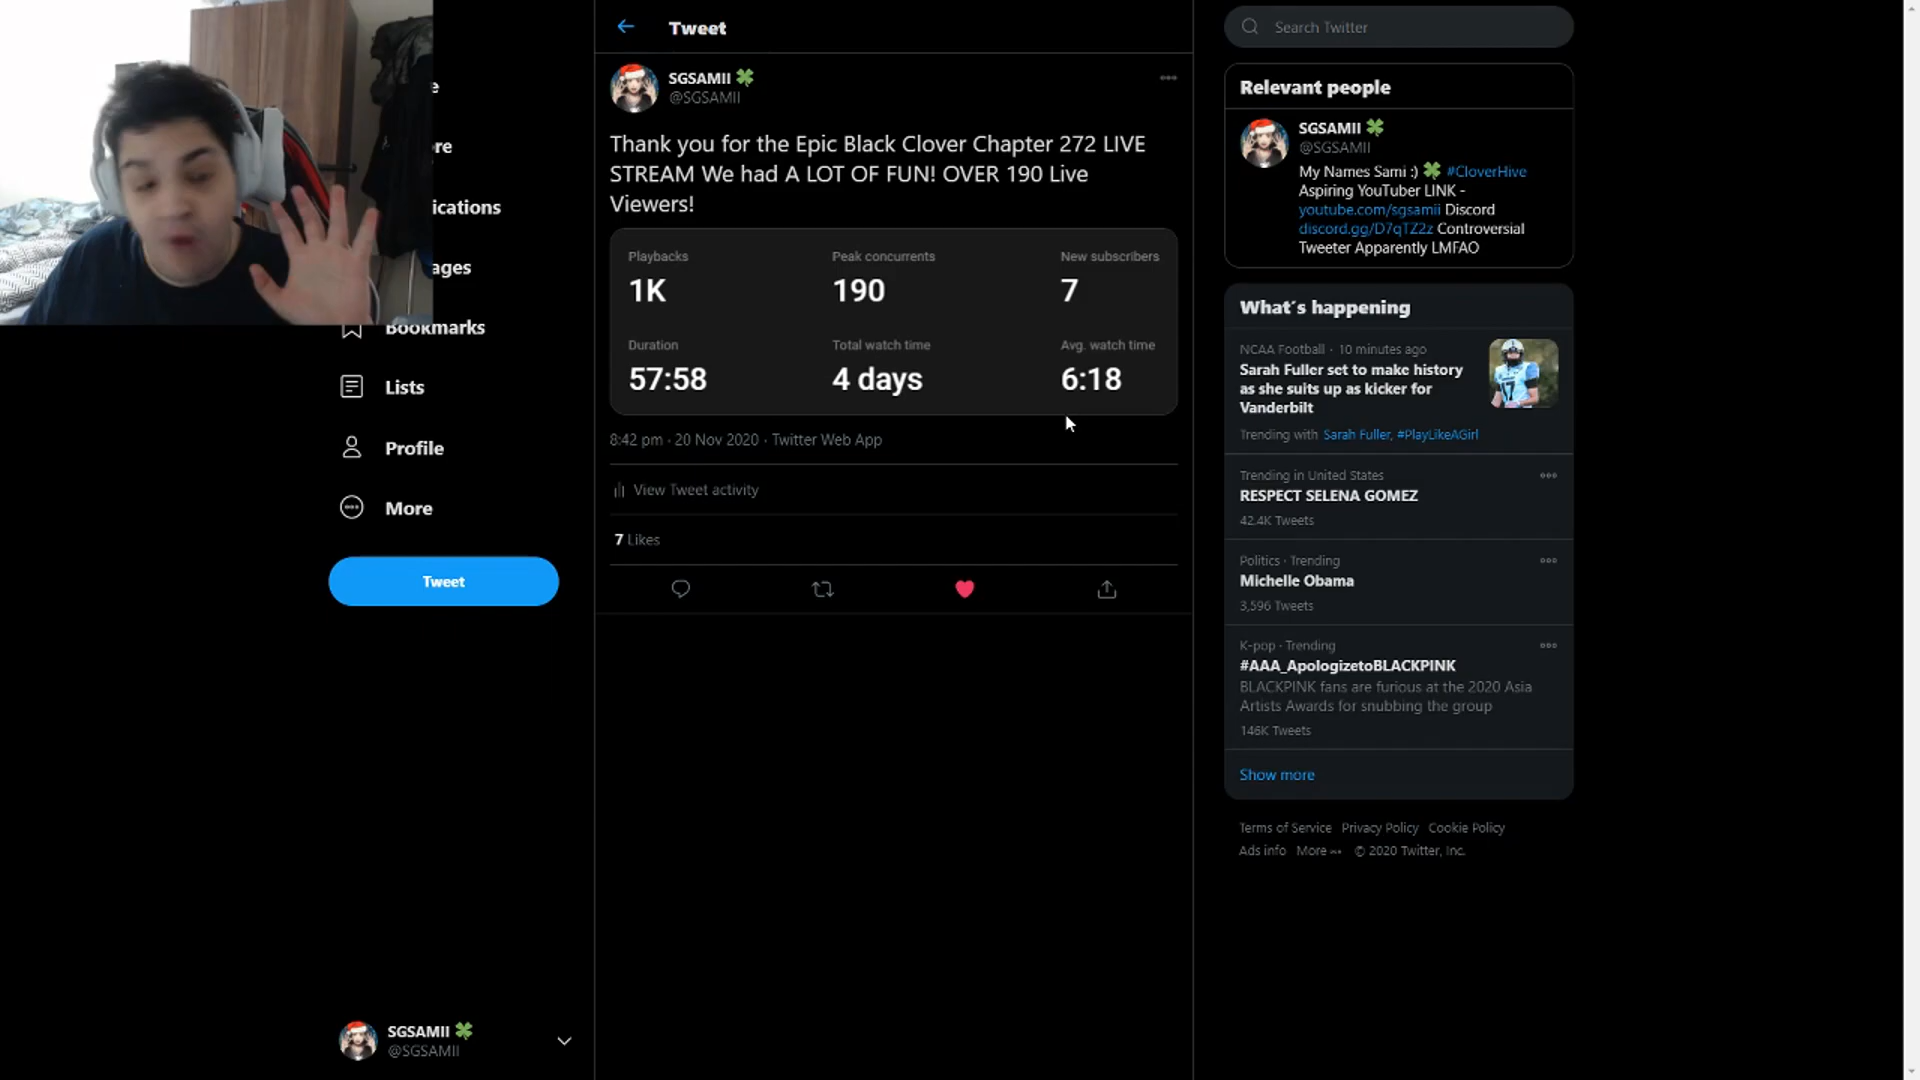 e
re
ications
ages
Bookmarks
Lists
Profile
More
Tweet
SGSAMII
@SGSAMII
Tweet
SGSAMII
@SGSAMII
Thank you for the Epic Black Clover Chapter 272 LIVE
STREAM We had A LOT OF FUN! OVER 190 Live
Viewers!
Playbacks Peak concurrents New subscribers
1K 190 7
Duration Total watch time Avg. watch time
57:58 4 days 6:18
8:42 pm · 20 Nov 2020 · Twitter Web App
View Tweet activity
7 Likes
Search Twitter
Relevant people
SGSAMII
@SGSAMII
My Names Sami :) #CloverHive
Aspiring YouTuber LINK -
youtube.com/sgsamii Discord
discord.gg/D7qTZ2z Controversial
Tweeter Apparently LMFAO
What's happening
NCAA Football · 10 minutes ago
Sarah Fuller set to make history
as she suits up as kicker for
Vanderbilt
17
Trending with Sarah Fuller, #PlayLikeAGirl
Trending in United States
RESPECT SELENA GOMEZ
42.4K Tweets
Politics · Trending
Michelle Obama
3,596 Tweets
K-pop · Trending
#AAA_ApologizetoBLACKPINK
BLACKPINK fans are furious at the 2020 Asia
Artists Awards for snubbing the group
146K Tweets
Show more
Terms of Service Privacy Policy Cookie Policy
Ads info More © 2020 Twitter, Inc.